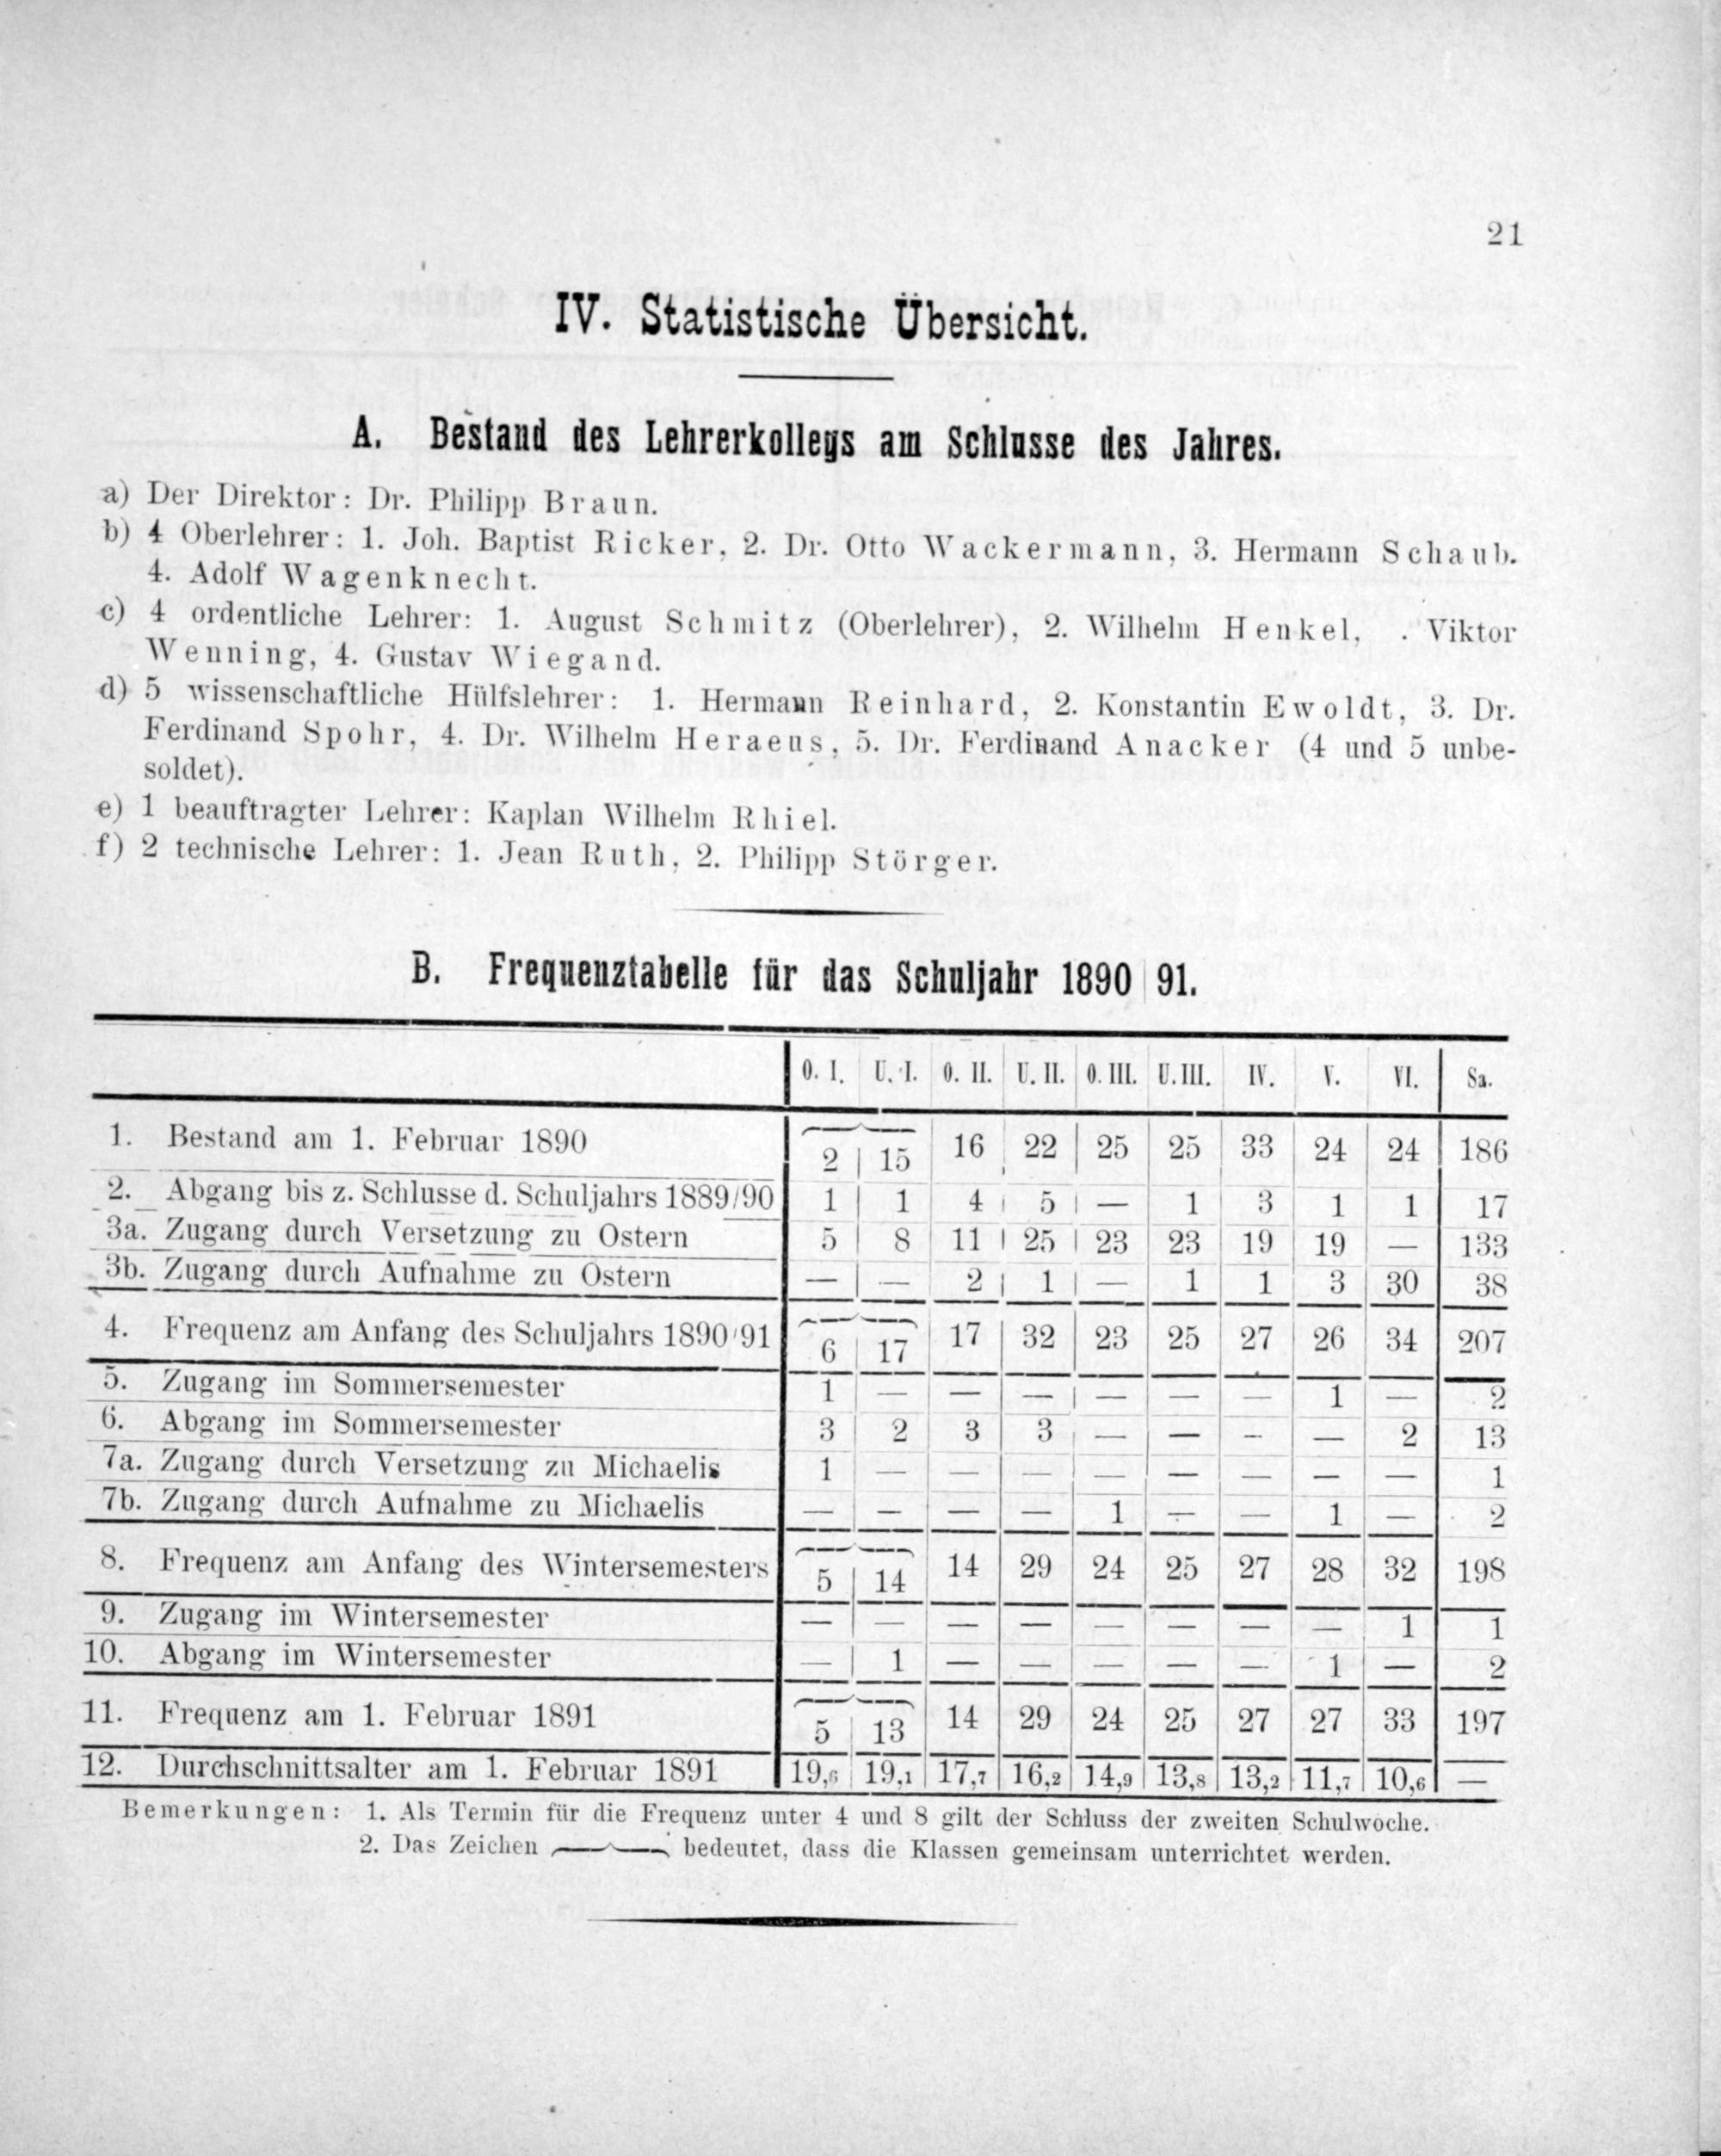 21
IV. Statistische Übersicht.
A. Bestand des Lehrerkollegs am Schlusse des Jahres.
a) Der Direktor: Dr. Philipp Braun.
b) 4 Oberlehrer: 1. Joh. Baptist Ricker, 2. Dr. Otto Wackermann, 3. Hermann Schaub.
4. Adolf Wagenknecht.
c) 4 ordentliche Lehrer: 1. August Schmitz (Oberlehrer), 2. Wilhelm Henkel, . Viktor
Wenning, 4. Gustav Wiegand.
d) 5 wissenschaftliche Hülfslehrer: 1. Hermann Reinhard, 2. Konstantin Ewoldt, 3. Dr.
Ferdinand Spohr, 4. Dr. Wilhelm Heraeus, 5. Dr. Ferdinand Anacker (4 und 5 unbe-
soldet).
e) 1 beauftragter Lehrer: Kaplan Wilhelm Rhiel.
f) 2 technische Lehrer: 1. Jean Ruth, 2. Philipp Störger.
B. Frequenztabelle für das Schuljahr 1890/91.
O. I. U. I. O. II. U. II. O. III. U. III. IV. V. VI. Sa.
1. Bestand am 1. Februar 1890 2 15 16 22 25 25 33 24 24 186
2. Abgang bis z. Schlusse d. Schuljahrs 1889/90 1 1 4 5 — 1 3 1 1 17
3a. Zugang durch Versetzung zu Ostern 5 8 11 25 23 23 19 19 — 133
3b. Zugang durch Aufnahme zu Ostern — — 2 1 — 1 1 3 30 38
4. Frequenz am Anfang des Schuljahrs 1890/91 6 17 17 32 23 25 27 26 34 207
5. Zugang im Sommersemester 1 — — — — — — 1 — 2
6. Abgang im Sommersemester 3 2 3 3 — — — — 2 13
7a. Zugang durch Versetzung zu Michaelis 1 — — — — — — — — 1
7b. Zugang durch Aufnahme zu Michaelis — — — — 1 — — 1 — 2
8. Frequenz am Anfang des Wintersemesters 5 14 14 29 24 25 27 28 32 198
9. Zugang im Wintersemester — — — — — — — — 1 1
10. Abgang im Wintersemester — 1 — — — — — 1 — 2
11. Frequenz am 1. Februar 1891 5 13 14 29 24 25 27 27 33 197
12. Durchschnittsalter am 1. Februar 1891 19,6 19,1 17,7 16,2 14,9 13,8 13,2 11,7 10,6 —
Bemerkungen: 1. Als Termin für die Frequenz unter 4 und 8 gilt der Schluss der zweiten Schulwoche.
2. Das Zeichen ⏞ bedeutet, dass die Klassen gemeinsam unterrichtet werden.